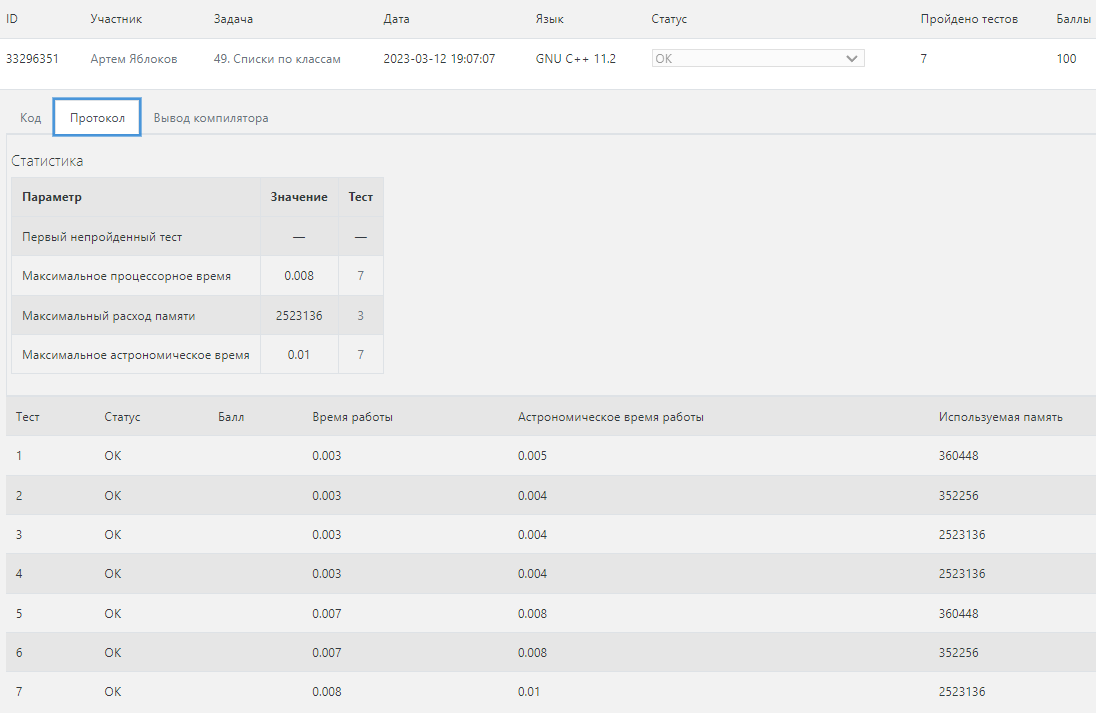 ID Участник Задача Дата Язык Статус Пройдено тестов Баллы
33296351 Артем Яблоков 49. Списки по классам 2023-03-12 19:07:07 GNU C++ 11.2 OK 7 100
Код Протокол Вывод компилятора
Статистика
Параметр Значение Тест
Первый непройденный тест — —
Максимальное процессорное время 0.008 7
Максимальный расход памяти 2523136 3
Максимальное астрономическое время 0.01 7
Тест Статус Балл Время работы Астрономическое время работы Используемая память
1 OK 0.003 0.005 360448
2 OK 0.003 0.004 352256
3 OK 0.003 0.004 2523136
4 OK 0.003 0.004 2523136
5 OK 0.007 0.008 360448
6 OK 0.007 0.008 352256
7 OK 0.008 0.01 2523136